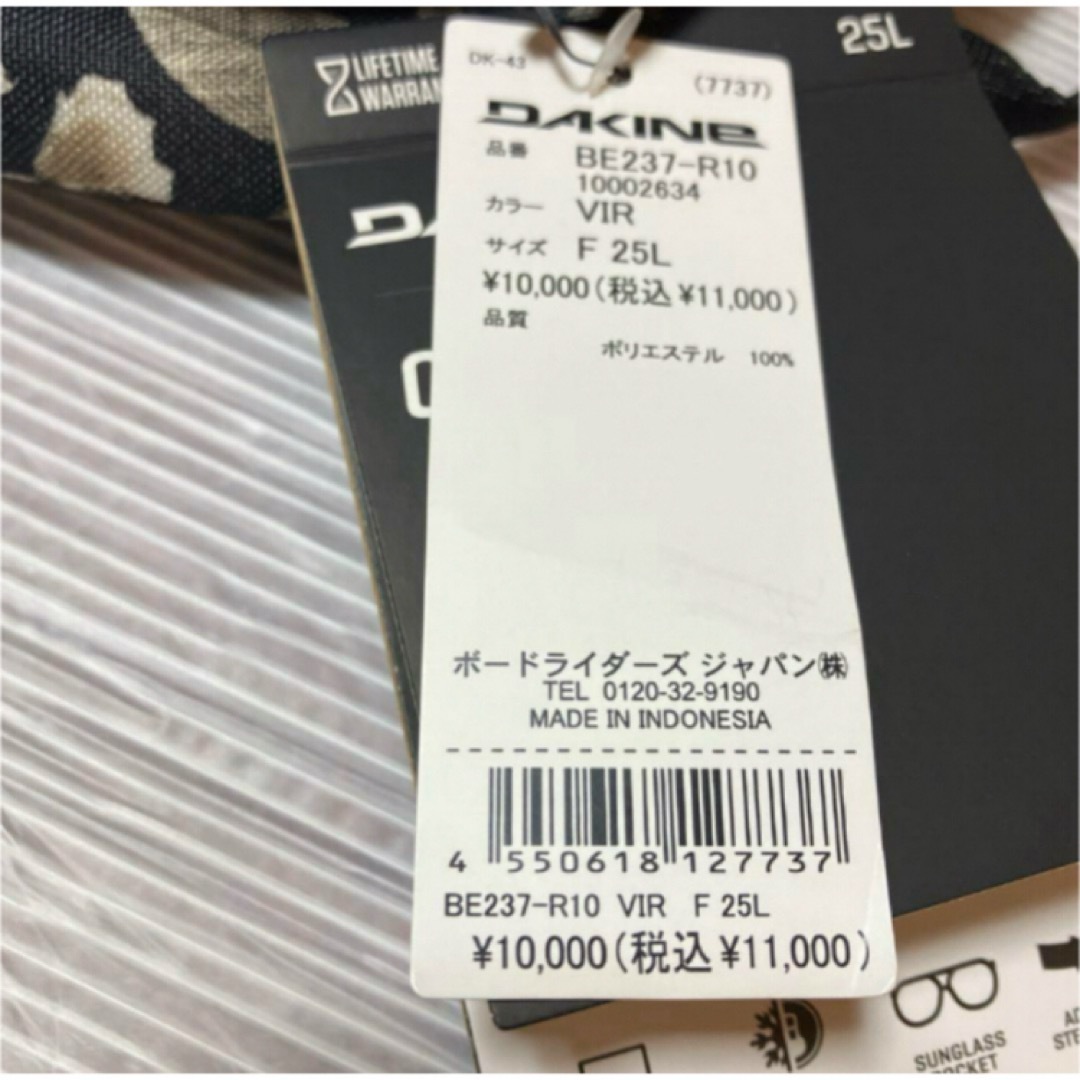 LIFETIME
25L
DK-43
(7737)
DAKINE
品番 BE237-R10
10002634
カラー VIR
サイズ F 25L
¥10,000(税込 ¥11,000)
品質
ポリエステル 100%
ボードライダーズ ジャパン㈱
TEL 0120-32-9190
MADE IN INDONESIA
4 550618 127737
BE237-R10 VIR F 25L
¥10,000(税込 ¥11,000)
SUNGLASS